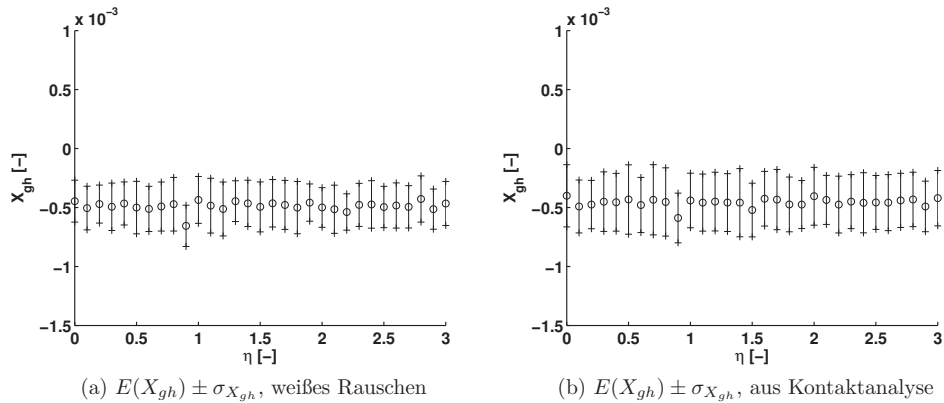 x 10⁻³
1
0.5
0
−0.5
−1
−1.5
X_gh [−]
0 0.5 1 1.5 2 2.5 3
η [−]
(a) E(X_gh) ± σ_X_gh, weißes Rauschen
x 10⁻³
1
0.5
0
−0.5
−1
−1.5
X_gh [−]
0 0.5 1 1.5 2 2.5 3
η [−]
(b) E(X_gh) ± σ_X_gh, aus Kontaktanalyse